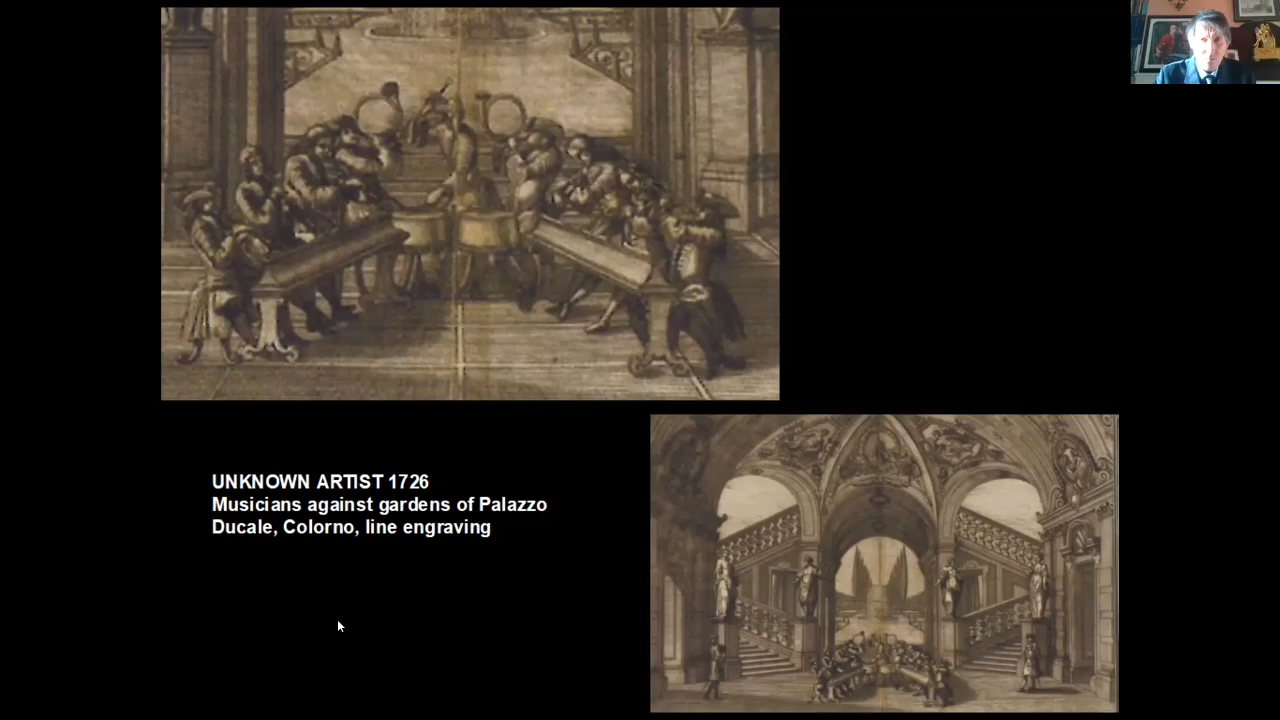 UNKNOWN ARTIST 1726
Musicians against gardens of Palazzo
Ducale, Colorno, line engraving